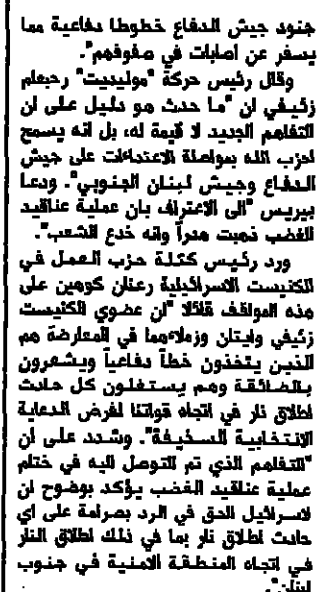 جنود جيش الدفاع خطوطا دفاعية مما
يسفر عن اصابات في صفوفهم".
وقال رئيس حركة "موليديت" رحبعام
زئيفي ان "ما حدث هو دليل على ان
التفاهم الجديد لا قيمة له، بل انه يسمح
لحزب الله بمواصلة الاعتداءات على جيش
الدفاع وجيش لبنان الجنوبي". ودعا
بيريس "الى الاعتراف بان عملية عناقيد
الغضب ذهبت هدراً وانه خدع الشعب".
ورد رئيس كتلة حزب العمل في
الكنيست الاسرائيلية رعنان كوهين على
هذه المواقف قائلا "ان عضوي الكنيست
زئيفي وايتان وزملاءهما في المعارضة هم
الذين يتخذون خطاً دفاعياً ويشعرون
بالضائقة وهم يستغلون كل حادث
اطلاق نار في اتجاه قواتنا لغرض الدعاية
الانتخابية السخيفة". وشدد على ان
"التفاهم الذي تم التوصل اليه في ختام
عملية عناقيد الغضب يؤكد بوضوح ان
لاسرائيل الحق في الرد بصرامة على اي
حادث اطلاق نار بما في ذلك اطلاق النار
في اتجاه المنطقة الامنية في جنوب
لبنان".